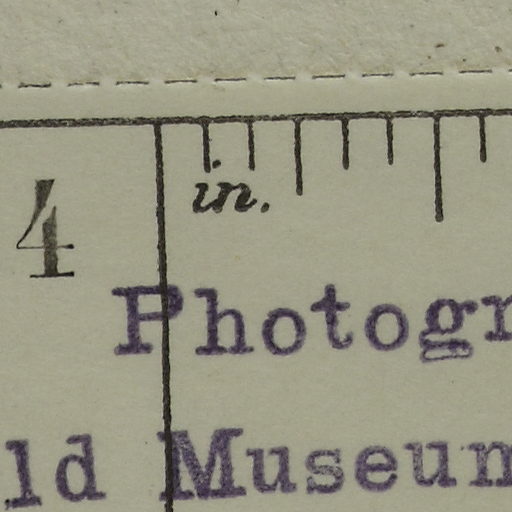 4 in.
Photogr
ld Museum